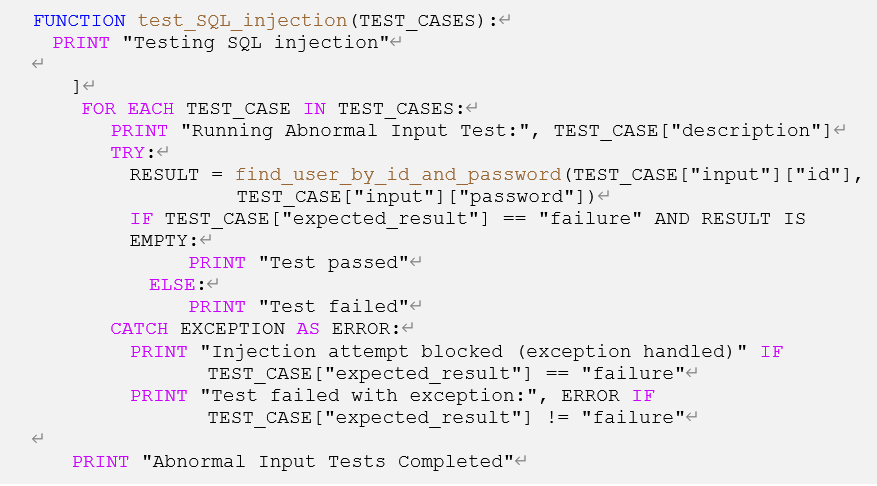 FUNCTION test_SQL_injection(TEST_CASES):↵
PRINT "Testing SQL injection"↵
↵
]↵
FOR EACH TEST_CASE IN TEST_CASES:↵
PRINT "Running Abnormal Input Test:", TEST_CASE["description"]↵
TRY:↵
RESULT = find_user_by_id_and_password(TEST_CASE["input"]["id"],
TEST_CASE["input"]["password"])↵
IF TEST_CASE["expected_result"] == "failure" AND RESULT IS
EMPTY:↵
PRINT "Test passed"↵
ELSE:↵
PRINT "Test failed"↵
CATCH EXCEPTION AS ERROR:↵
PRINT "Injection attempt blocked (exception handled)" IF
TEST_CASE["expected_result"] == "failure"↵
PRINT "Test failed with exception:", ERROR IF
TEST_CASE["expected_result"] != "failure"↵
↵
PRINT "Abnormal Input Tests Completed"↵